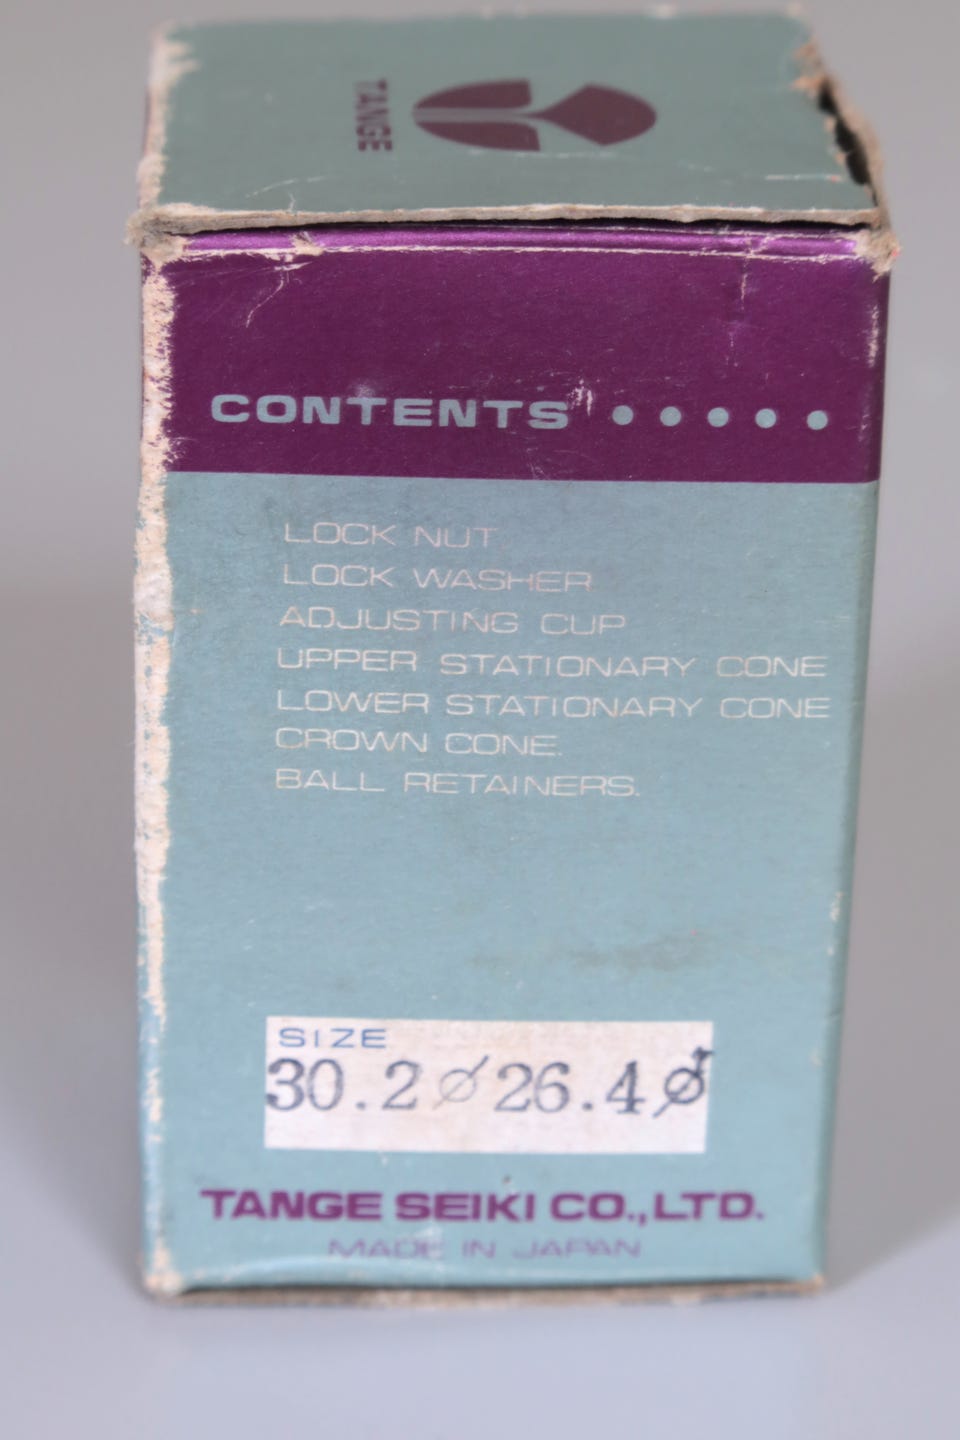 TANGE
CONTENTS •••••
LOCK NUT.
LOCK WASHER
ADJUSTING CUP
UPPER STATIONARY CONE
LOWER STATIONARY CONE
CROWN CONE.
BALL RETAINERS.
SIZE
30.2∅26.4∅
TANGE SEIKI CO.,LTD.
MADE IN JAPAN